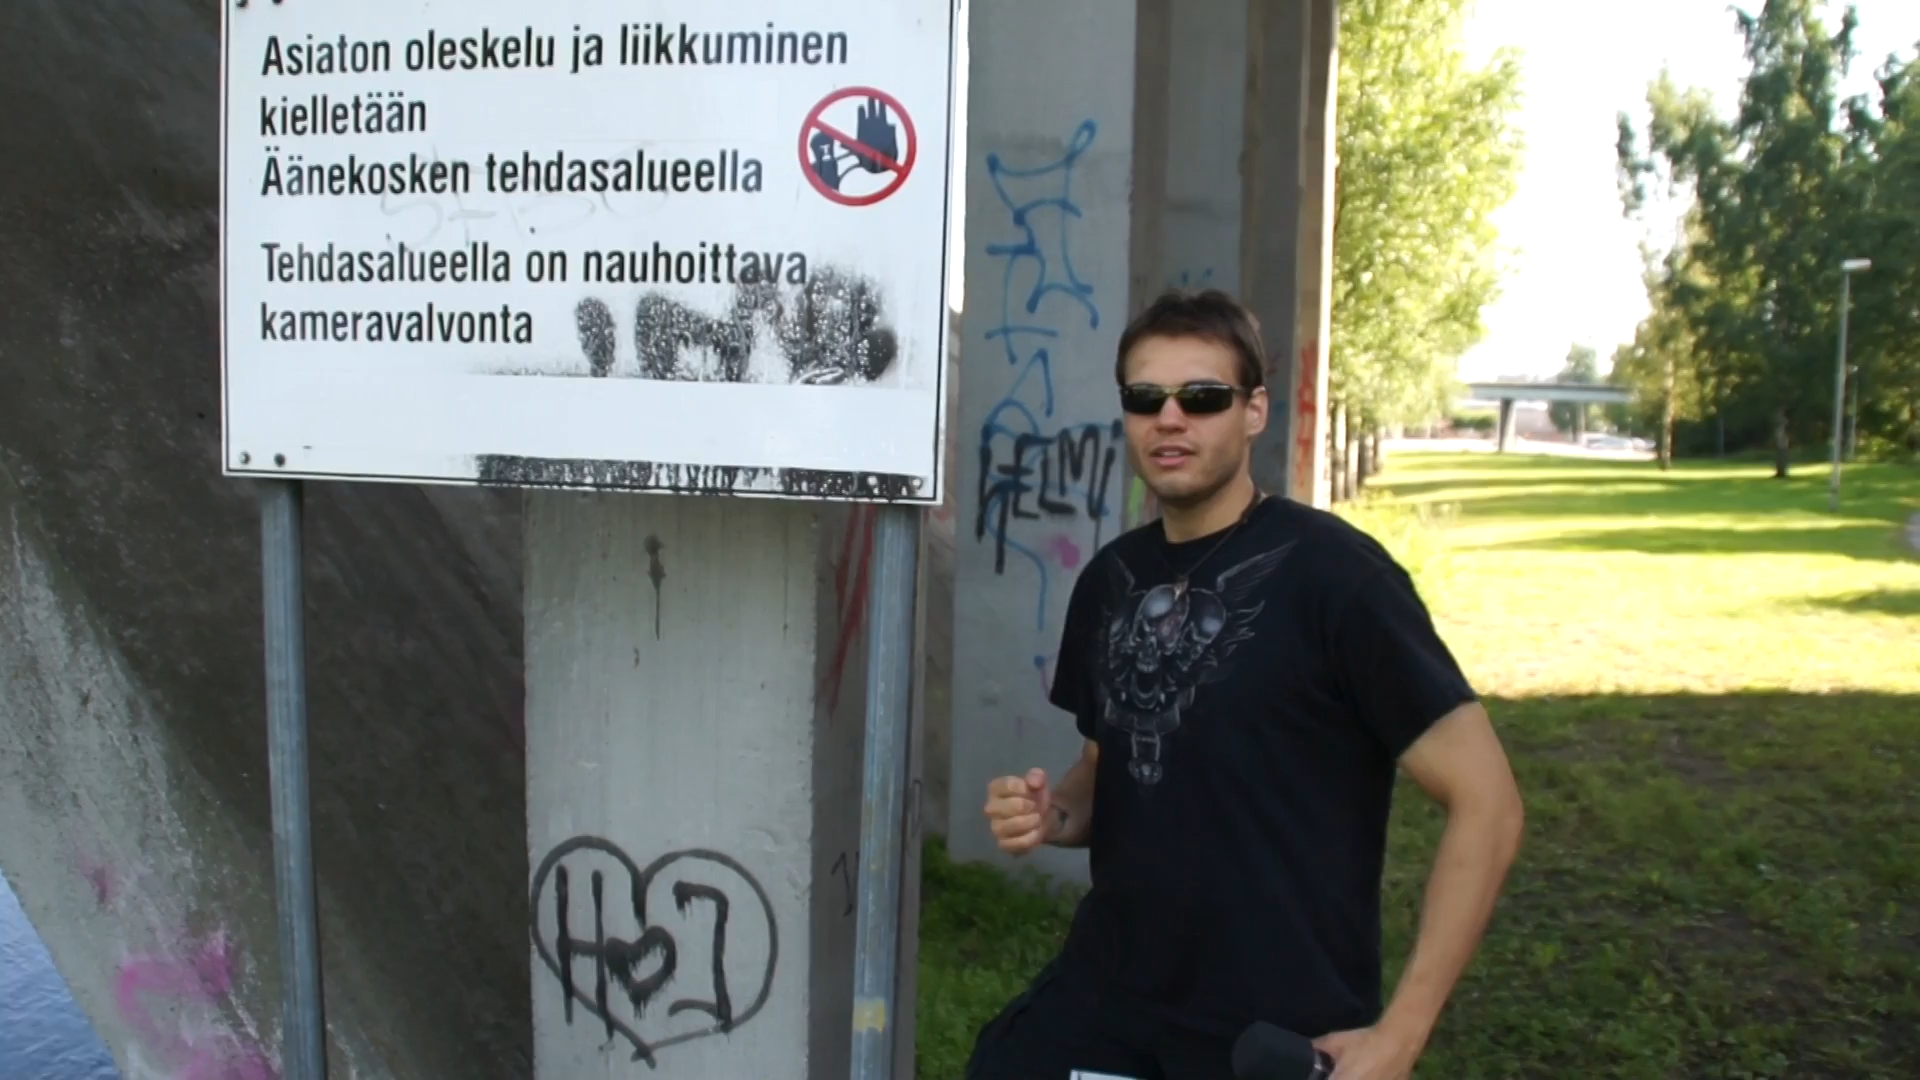 Asiaton oleskelu ja liikkuminen
kielletään
Äänekosken tehdasalueella
Tehdasalueella on nauhoittava
kameravalvonta
HELMI
H J